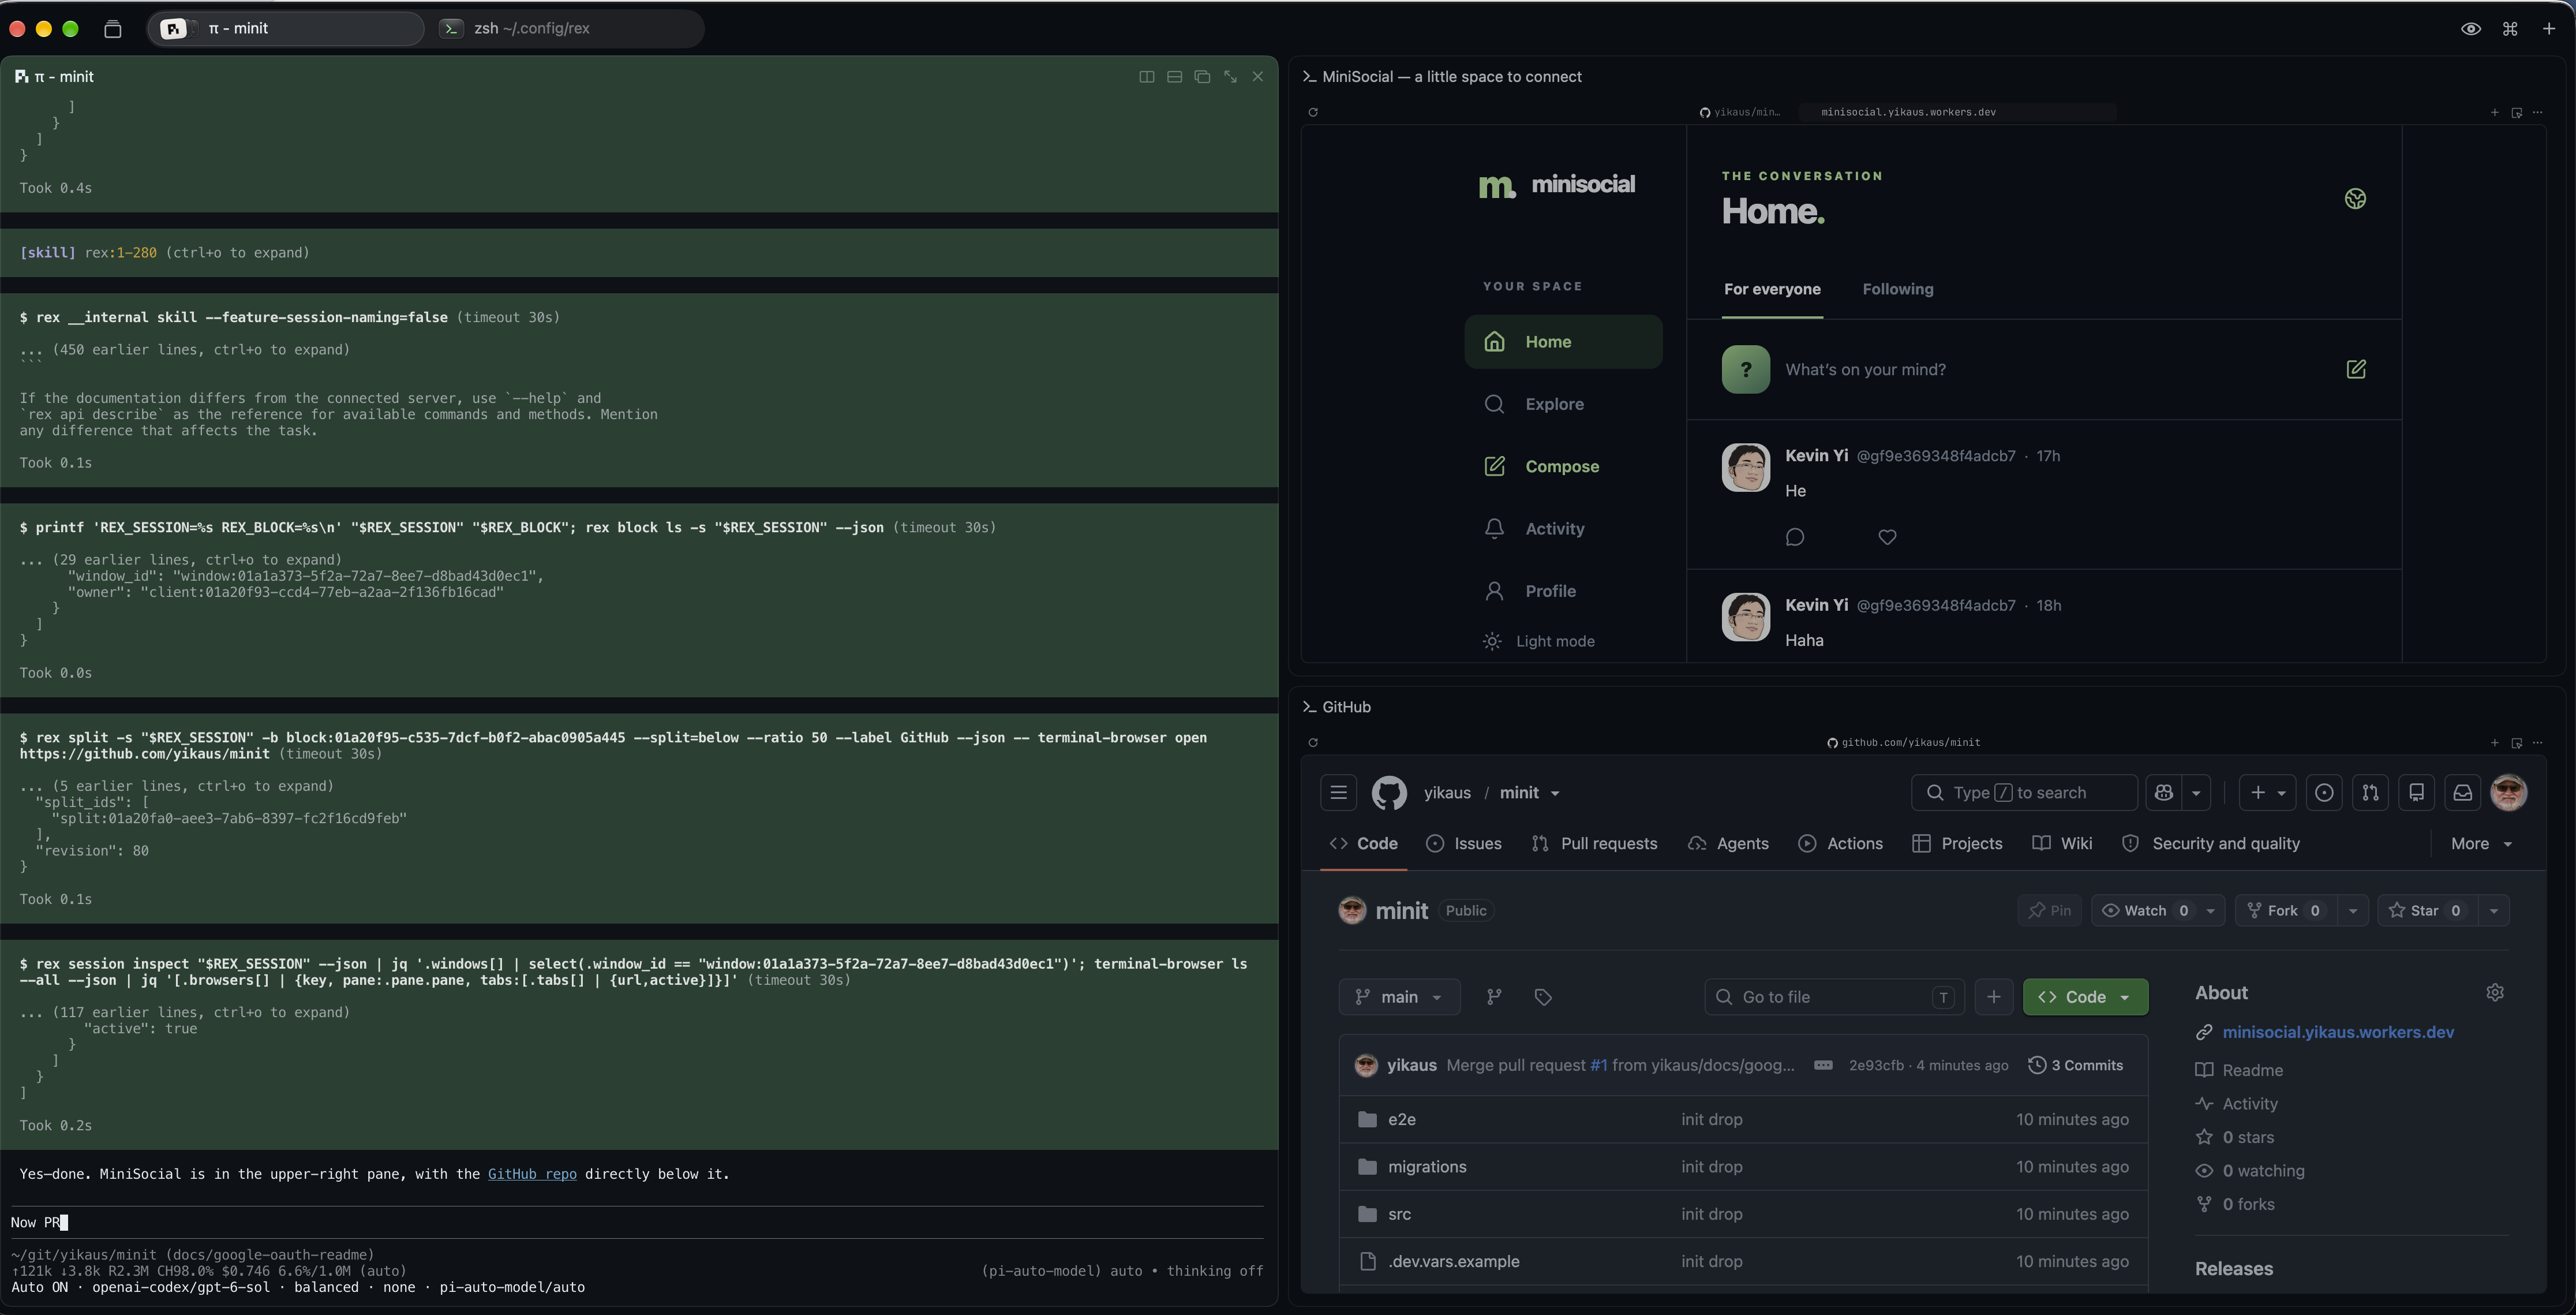 π - minit
zsh ~/.config/rex
π - minit
]
}
]
}
Took 0.4s
[skill] rex:1-280 (ctrl+o to expand)
$ rex __internal skill --feature-session-naming=false (timeout 30s)
... (450 earlier lines, ctrl+o to expand)
```
If the documentation differs from the connected server, use `--help` and
`rex api describe` as the reference for available commands and methods. Mention
any difference that affects the task.
Took 0.1s
$ printf 'REX_SESSION=%s REX_BLOCK=%s\n' "$REX_SESSION" "$REX_BLOCK"; rex block ls -s "$REX_SESSION" --json (timeout 30s)
... (29 earlier lines, ctrl+o to expand)
"window_id": "window:01a1a373-5f2a-72a7-8ee7-d8bad43d0ec1",
"owner": "client:01a20f93-ccd4-77eb-a2aa-2f136fb16cad"
}
]
}
Took 0.0s
$ rex split -s "$REX_SESSION" -b block:01a20f95-c535-7dcf-b0f2-abac0905a445 --split=below --ratio 50 --label GitHub --json -- terminal-browser open
https://github.com/yikaus/minit (timeout 30s)
... (5 earlier lines, ctrl+o to expand)
"split_ids": [
"split:01a20fa0-aee3-7ab6-8397-fc2f16cd9feb"
],
"revision": 80
}
Took 0.1s
$ rex session inspect "$REX_SESSION" --json | jq '.windows[] | select(.window_id == "window:01a1a373-5f2a-72a7-8ee7-d8bad43d0ec1")'; terminal-browser ls
--all --json | jq '[.browsers[] | {key, pane:.pane.pane, tabs:[.tabs[] | {url,active}]}]' (timeout 30s)
... (117 earlier lines, ctrl+o to expand)
"active": true
}
]
}
]
Took 0.2s
Yes—done. MiniSocial is in the upper-right pane, with the GitHub repo directly below it.
Now PR
~/git/yikaus/minit (docs/google-oauth-readme)
↑121k ↓3.8k R2.3M CH98.0% $0.746 6.6%/1.0M (auto)
(pi-auto-model) auto • thinking off
Auto ON · openai-codex/gpt-6-sol · balanced · none · pi-auto-model/auto
MiniSocial — a little space to connect
yikaus/min…
minisocial.yikaus.workers.dev
m. minisocial
YOUR SPACE
Home
Explore
Compose
Activity
Profile
Light mode
THE CONVERSATION
Home.
For everyone
Following
?
What's on your mind?
Kevin Yi @gf9e369348f4adcb7 · 17h
He
Kevin Yi @gf9e369348f4adcb7 · 18h
Haha
GitHub
github.com/yikaus/minit
yikaus / minit
Type / to search
Code
Issues
Pull requests
Agents
Actions
Projects
Wiki
Security and quality
More
minit
Public
Pin
Watch 0
Fork 0
Star 0
main
Go to file
T
Code
yikaus Merge pull request #1 from yikaus/docs/goog...
2e93cfb · 4 minutes ago
3 Commits
e2e init drop 10 minutes ago
migrations init drop 10 minutes ago
src init drop 10 minutes ago
.dev.vars.example init drop 10 minutes ago
About
minisocial.yikaus.workers.dev
Readme
Activity
0 stars
0 watching
0 forks
Releases